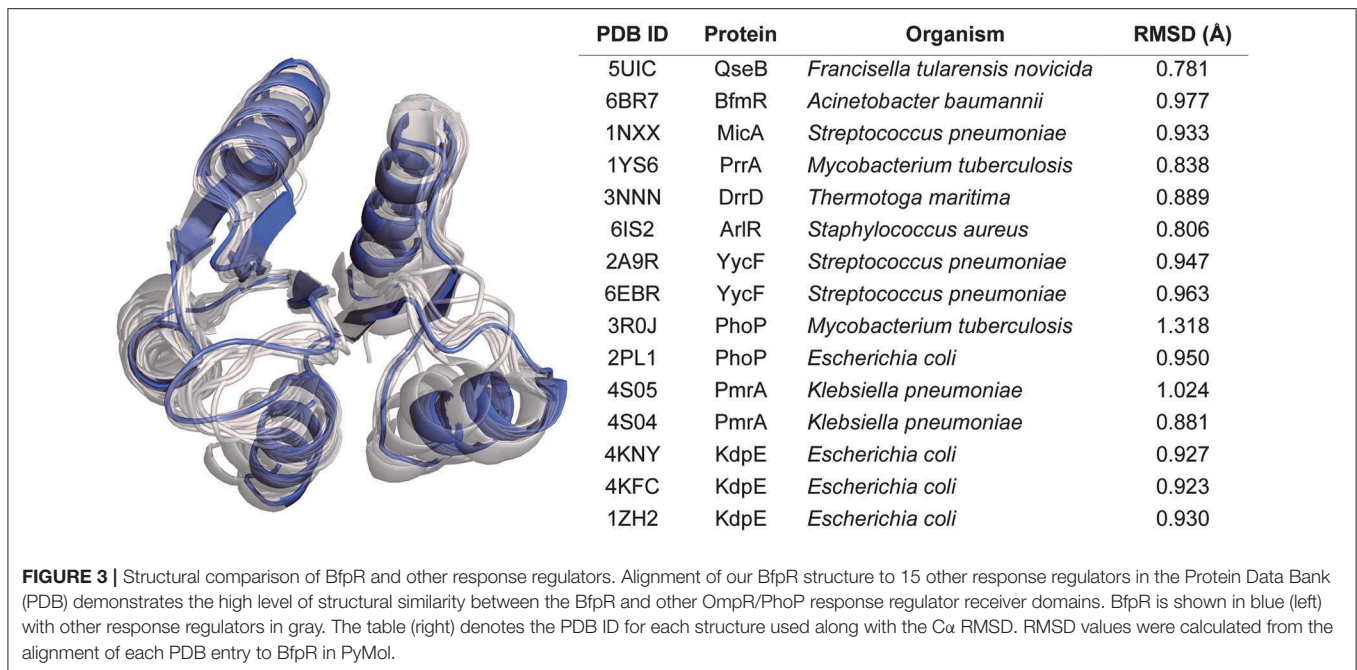 PDB ID Protein Organism RMSD (Å)
5UIC QseB Francisella tularensis novicida 0.781
6BR7 BfmR Acinetobacter baumannii 0.977
1NXX MicA Streptococcus pneumoniae 0.933
1YS6 PrrA Mycobacterium tuberculosis 0.838
3NNN DrrD Thermotoga maritima 0.889
6IS2 ArlR Staphylococcus aureus 0.806
2A9R YycF Streptococcus pneumoniae 0.947
6EBR YycF Streptococcus pneumoniae 0.963
3R0J PhoP Mycobacterium tuberculosis 1.318
2PL1 PhoP Escherichia coli 0.950
4S05 PmrA Klebsiella pneumoniae 1.024
4S04 PmrA Klebsiella pneumoniae 0.881
4KNY KdpE Escherichia coli 0.927
4KFC KdpE Escherichia coli 0.923
1ZH2 KdpE Escherichia coli 0.930
FIGURE 3 | Structural comparison of BfpR and other response regulators. Alignment of our BfpR structure to 15 other response regulators in the Protein Data Bank
(PDB) demonstrates the high level of structural similarity between the BfpR and other OmpR/PhoP response regulator receiver domains. BfpR is shown in blue (left)
with other response regulators in gray. The table (right) denotes the PDB ID for each structure used along with the Cα RMSD. RMSD values were calculated from the
alignment of each PDB entry to BfpR in PyMol.